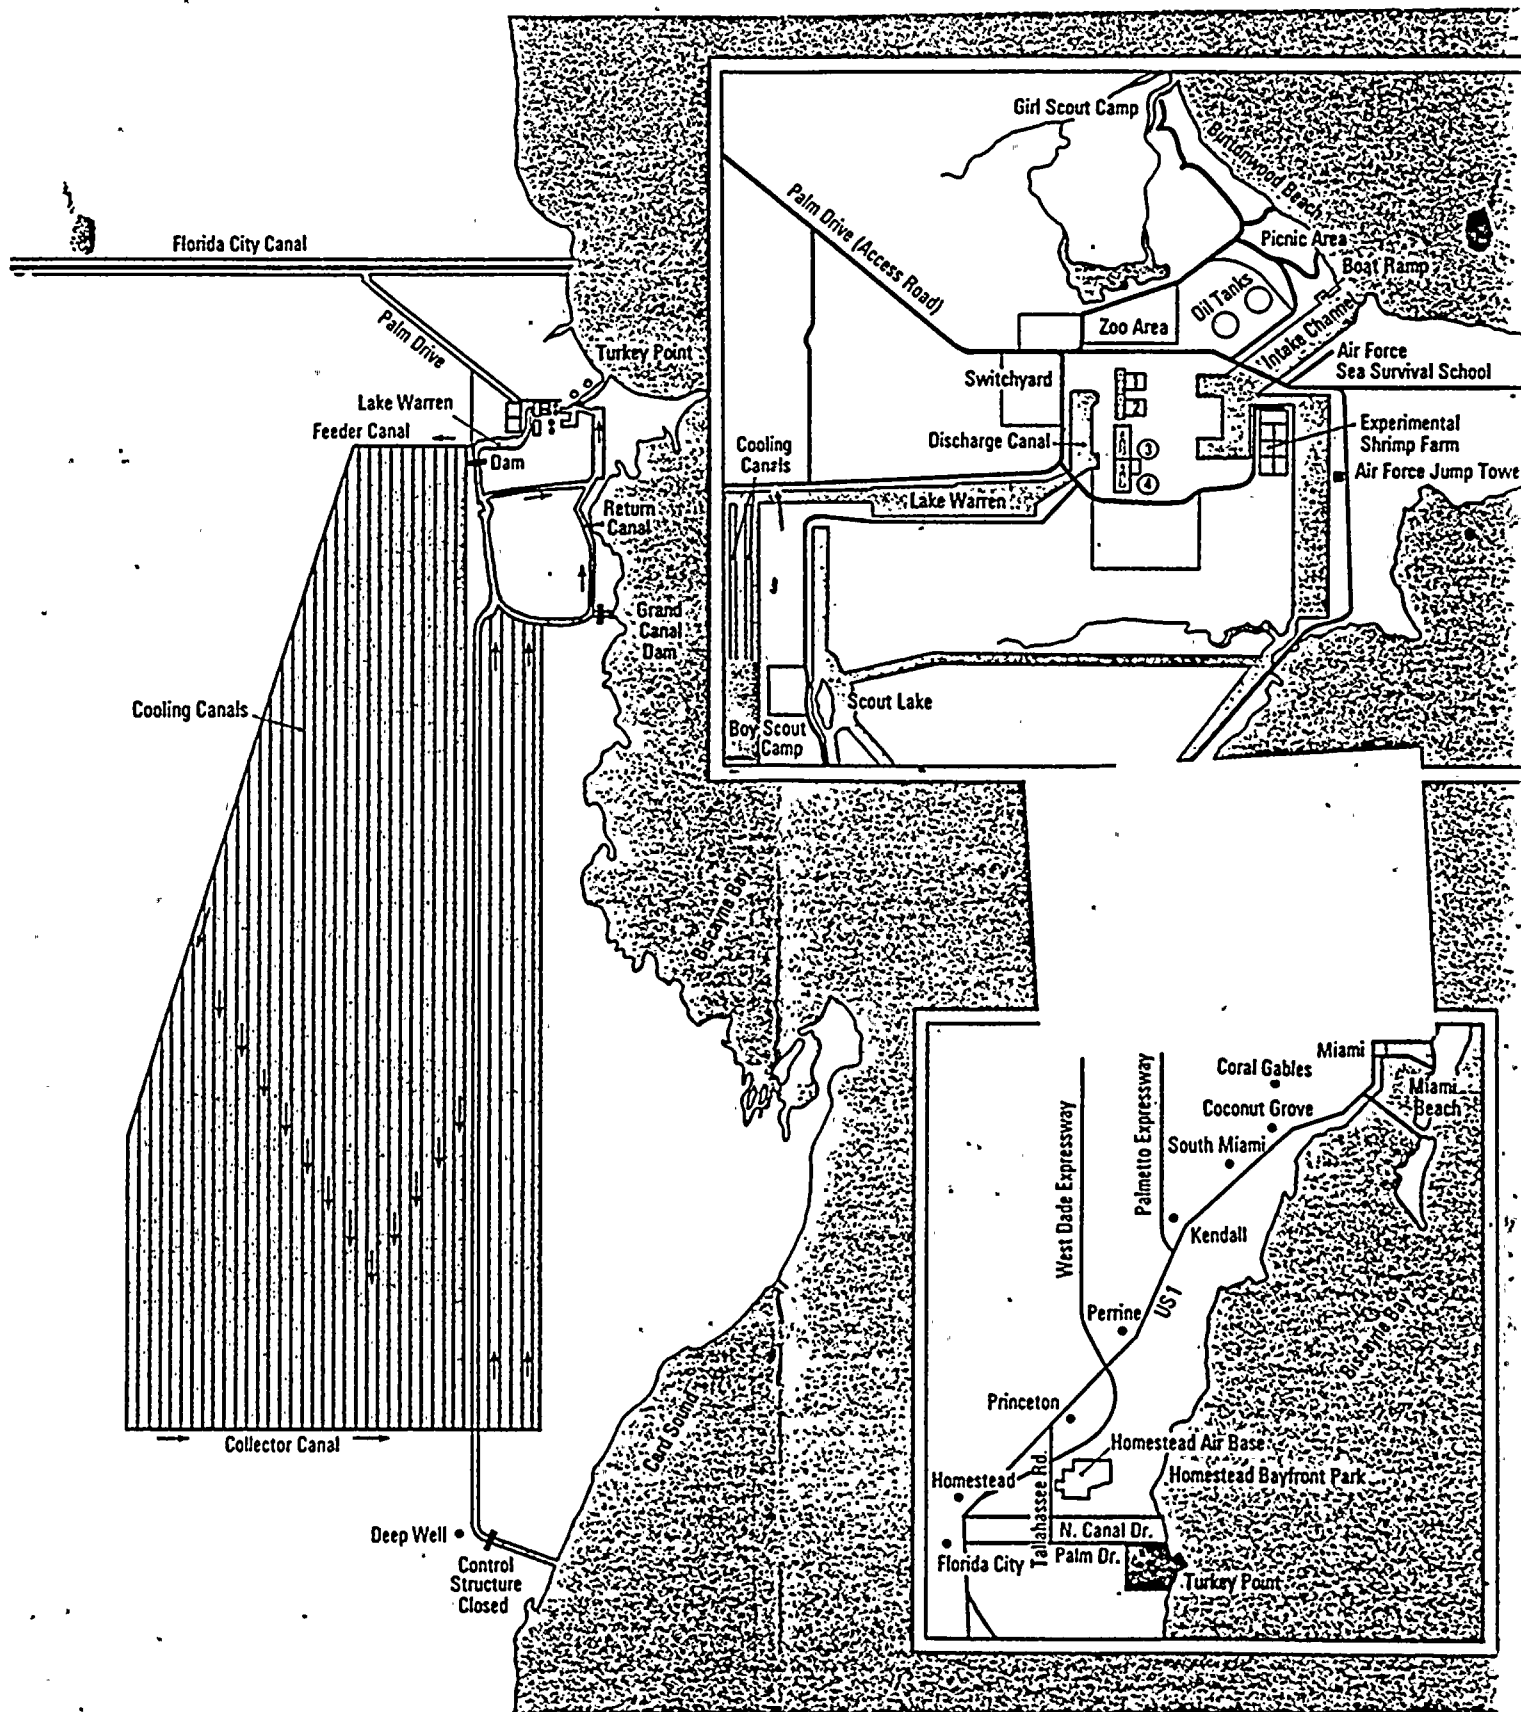 Florida City Canal
Palm Drive
Turkey Point
Lake Warren
Feeder Canal
Dam
Return
Canal
Grand
Canal
Dam
Cooling Canals
Biscayne Bay
Collector Canal
Card Sound
Deep Well
Control
Structure
Closed
Girl Scout Camp
Buttonwood Beach
Palm Drive (Access Road)
Picnic Area
Boat Ramp
Oil Tanks
Zoo Area
Intake Channel
Air Force
Sea Survival School
Switchyard
1
2
Experimental
Shrimp Farm
Discharge Canal
3
4
Cooling
Canals
Air Force Jump Towe
Lake Warren
Scout Lake
Boy Scout
Camp
Miami
Coral Gables
Miami
Beach
Coconut Grove
South Miami
West Dade Expressway
Palmetto Expressway
Kendall
US 1
Perrine
Biscayne Bay
Princeton
Homestead Air Base
Homestead
Tallahassee Rd.
Homestead Bayfront Park
N. Canal Dr.
Florida City
Palm Dr.
Turkey Point